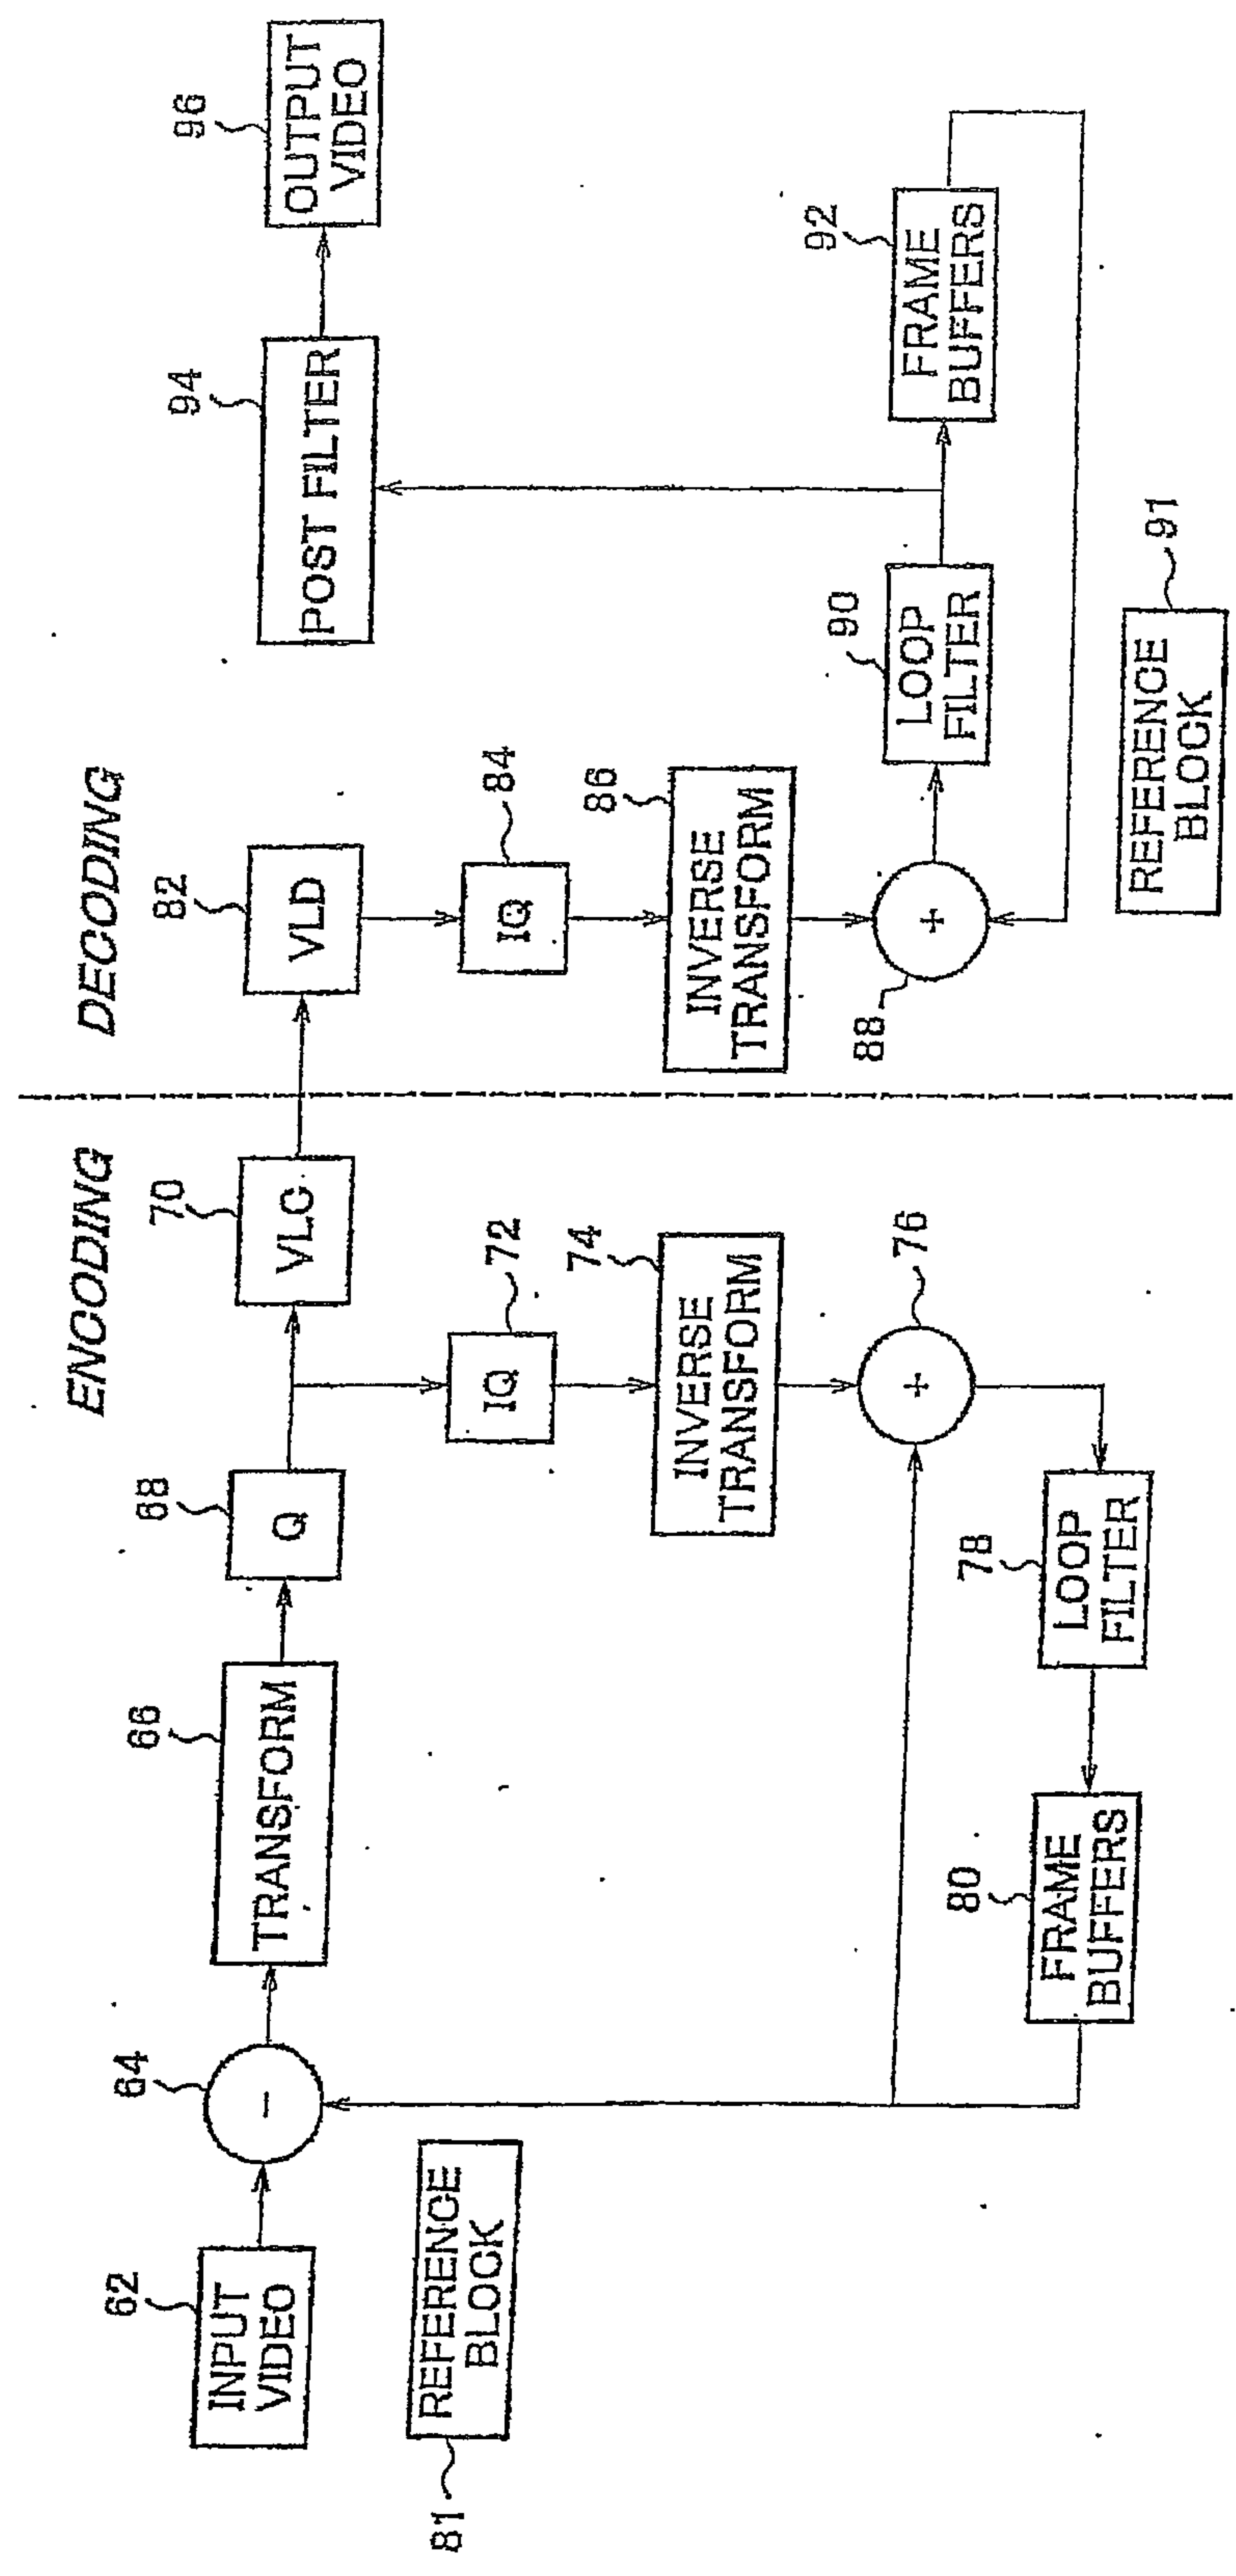 ENCODING
DECODING
62
INPUT
VIDEO
64
−
66
TRANSFORM
68
Q
70
VLC
82
VLD
94
POST FILTER
96
OUTPUT
VIDEO
72
IQ
84
IQ
81
REFERENCE
BLOCK
74
INVERSE
TRANSFORM
86
INVERSE
TRANSFORM
76
+
88
+
90
LOOP
FILTER
92
FRAME
BUFFERS
80
FRAME
BUFFERS
78
LOOP
FILTER
91
REFERENCE
BLOCK